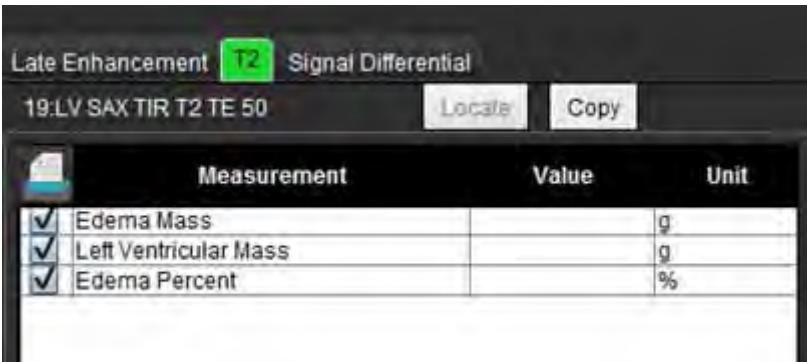 Late Enhancement T2 Signal Differential
19:LV SAX TIR T2 TE 50 Locate Copy
Measurement Value Unit
Edema Mass g
Left Ventricular Mass g
Edema Percent %